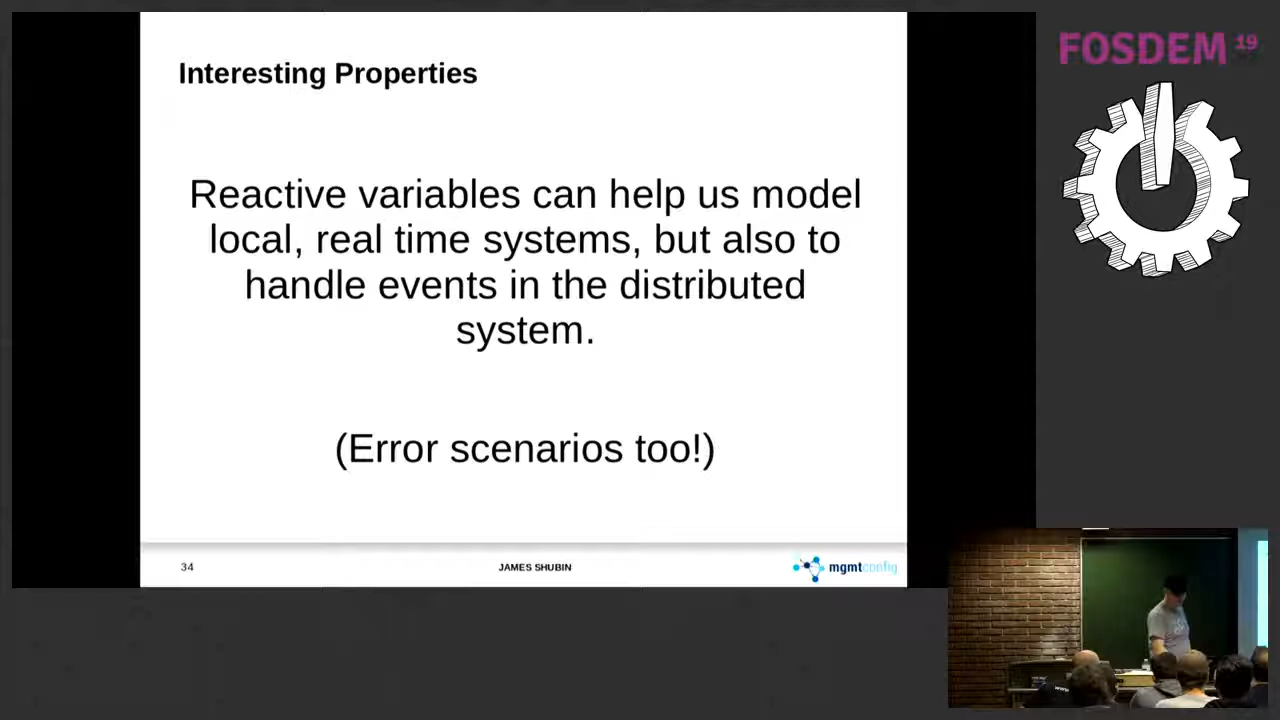 Interesting Properties
Reactive variables can help us model
local, real time systems, but also to
handle events in the distributed
system.
(Error scenarios too!)
34
JAMES SHUBIN
mgmtconfig
FOSDEM 19